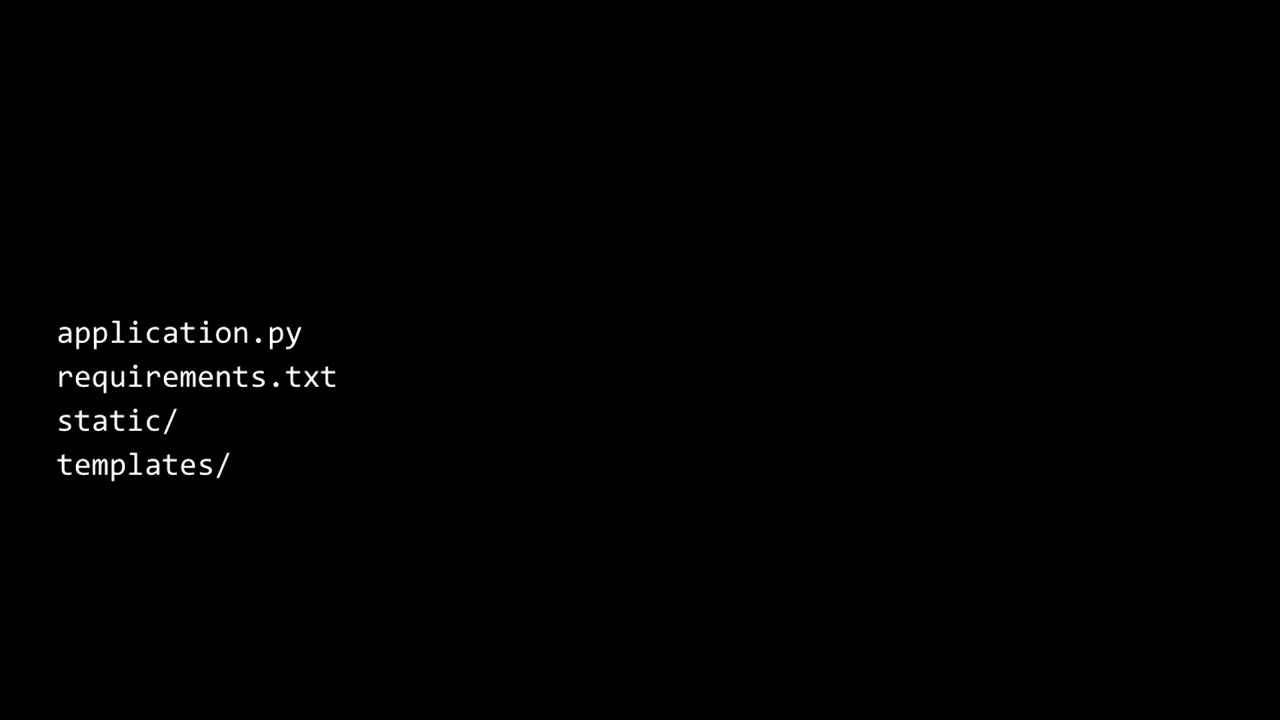 application.py
requirements.txt
static/
templates/